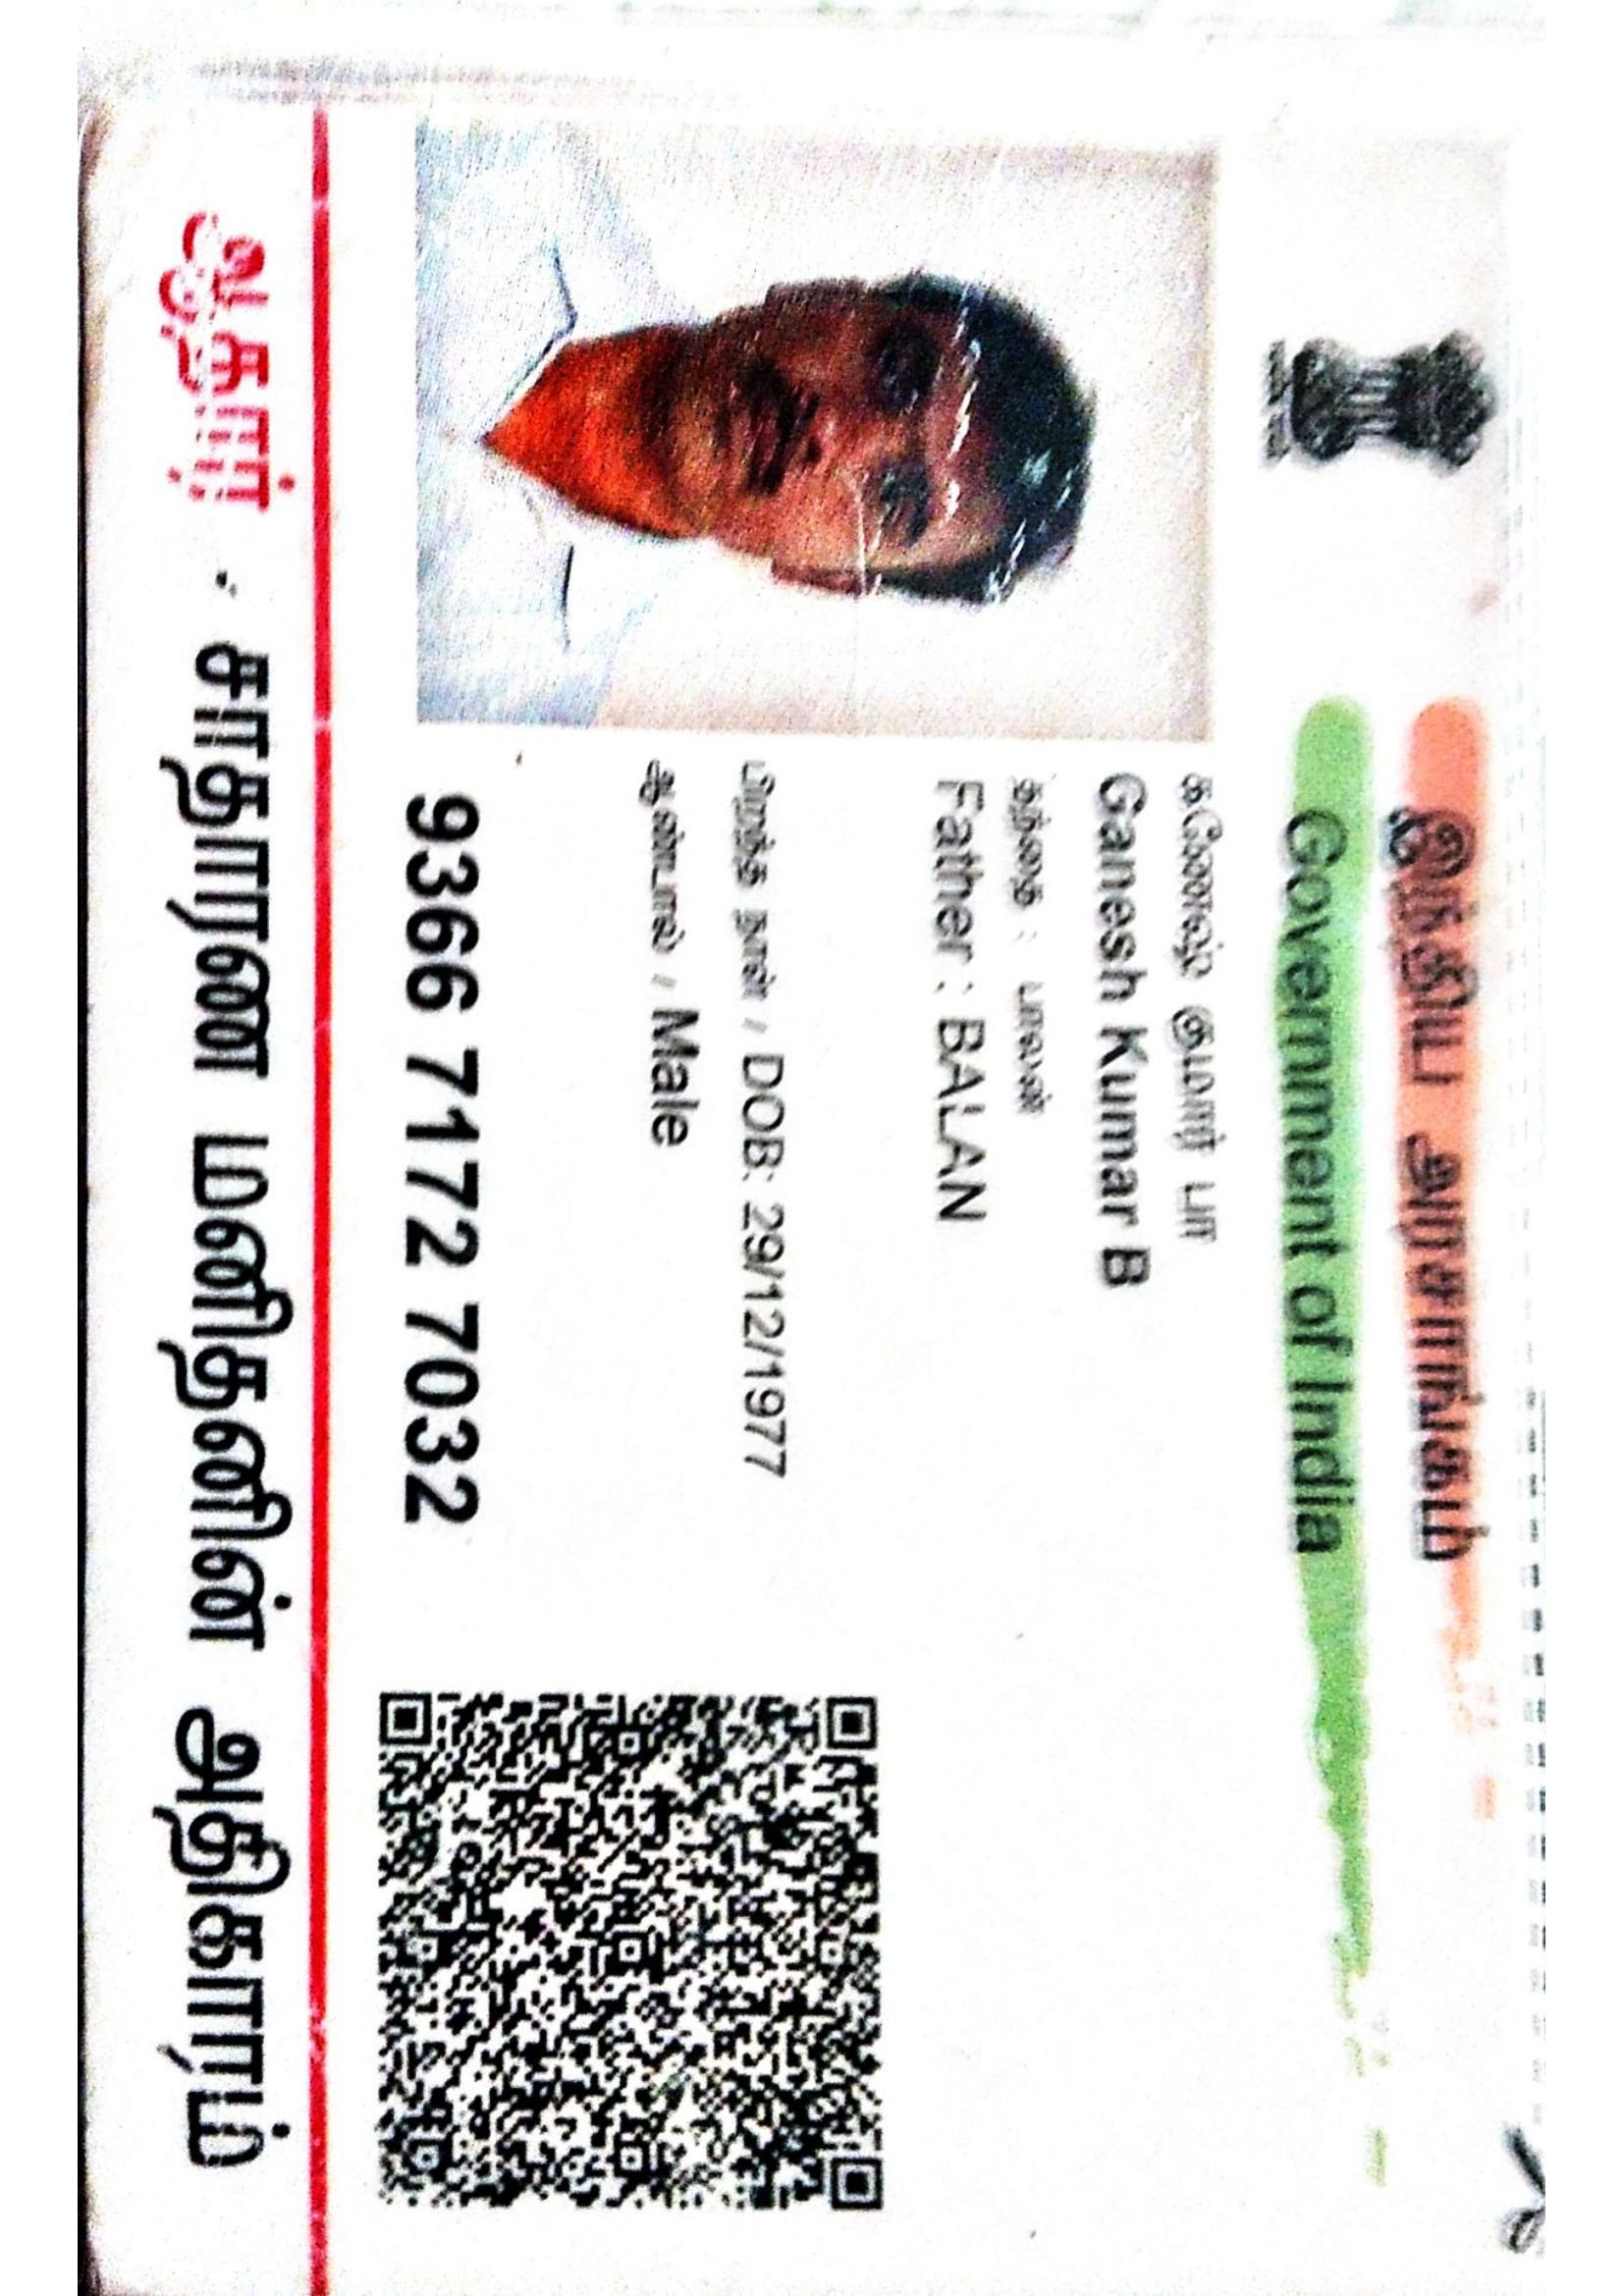 இந்திய அரசாங்கம்
Government of India
கணேஷ் குமார் பா
Ganesh Kumar B
தந்தை : பாலன்
Father : BALAN
பிறந்த நாள் / DOB: 29/12/1977
ஆண்பால் / Male
9366 7172 7032
ஆதார் - சாதாரண மனிதனின் அதிகாரம்